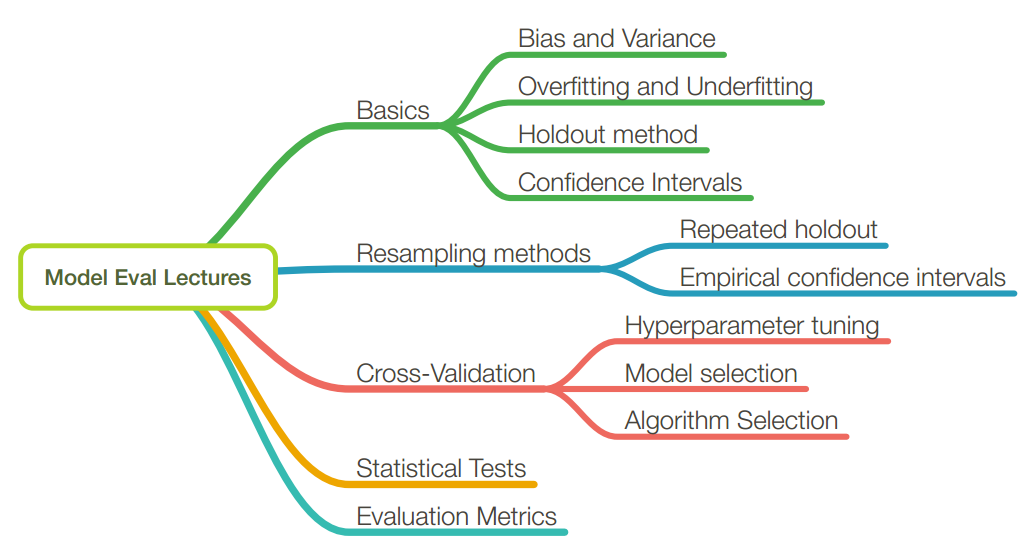 Model Eval Lectures
Basics
Bias and Variance
Overfitting and Underfitting
Holdout method
Confidence Intervals
Resampling methods
Repeated holdout
Empirical confidence intervals
Cross-Validation
Hyperparameter tuning
Model selection
Algorithm Selection
Statistical Tests
Evaluation Metrics